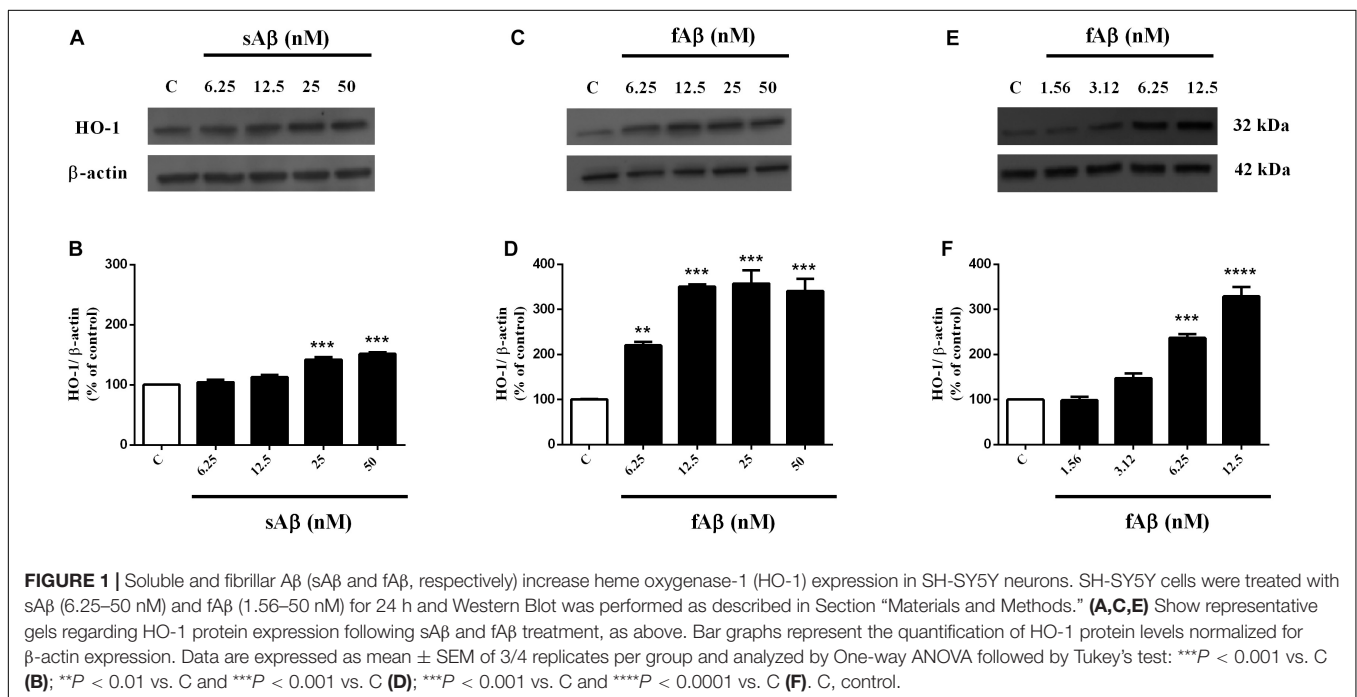 A
sAβ (nM)
C 6.25 12.5 25 50
HO-1
β-actin
C
fAβ (nM)
C 6.25 12.5 25 50
E
fAβ (nM)
C 1.56 3.12 6.25 12.5
32 kDa
42 kDa
B
HO-1/ β-actin
(% of control)
300
200
100
0
*** ***
C 6.25 12.5 25 50
sAβ (nM)
D
HO-1/ β-actin
(% of control)
400
300
200
100
0
** *** *** ***
C 6.25 12.5 25 50
fAβ (nM)
F
HO-1/ β-actin
(% of control)
400
300
200
100
0
*** ****
C 1.56 3.12 6.25 12.5
fAβ (nM)
FIGURE 1 | Soluble and fibrillar Aβ (sAβ and fAβ, respectively) increase heme oxygenase-1 (HO-1) expression in SH-SY5Y neurons. SH-SY5Y cells were treated with
sAβ (6.25–50 nM) and fAβ (1.56–50 nM) for 24 h and Western Blot was performed as described in Section “Materials and Methods.” (A,C,E) Show representative
gels regarding HO-1 protein expression following sAβ and fAβ treatment, as above. Bar graphs represent the quantification of HO-1 protein levels normalized for
β-actin expression. Data are expressed as mean ± SEM of 3/4 replicates per group and analyzed by One-way ANOVA followed by Tukey’s test: ***P < 0.001 vs. C
(B); **P < 0.01 vs. C and ***P < 0.001 vs. C (D); ***P < 0.001 vs. C and ****P < 0.0001 vs. C (F). C, control.